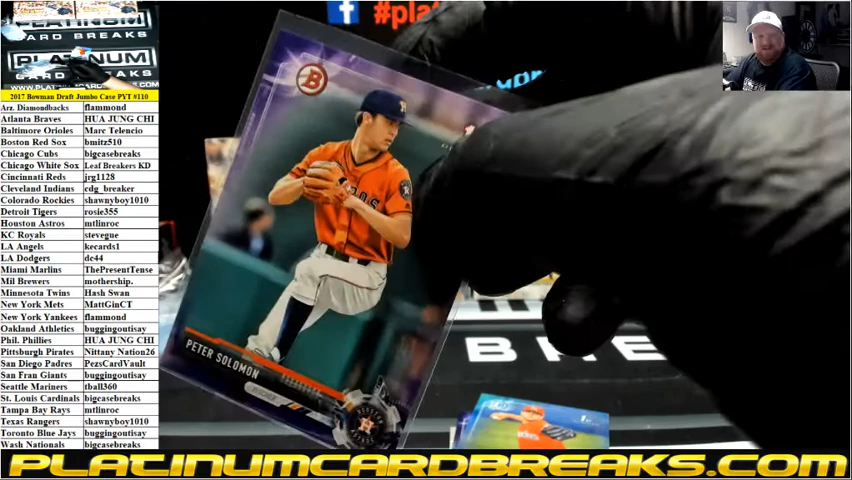 PLATINUM
CARD BREAKS
2017 Bowman Draft Jumbo Case PYT #110
Arz. Diamondbacks flammond
Atlanta Braves HUA JUNG CHI
Baltimore Orioles Marc Telencio
Boston Red Sox bmitz510
Chicago Cubs bigcasebreaks
Chicago White Sox Leaf Breakers KD
Cincinnati Reds jrg1128
Cleveland Indians cdg_breaker
Colorado Rockies shawnyboy1010
Detroit Tigers rosie355
Houston Astros mtlinroc
KC Royals stevegue
LA Angels kecards1
LA Dodgers dc44
Miami Marlins ThePresentTense
Mil Brewers mothership.
Minnesota Twins Hash Swan
New York Mets MattGinCT
New York Yankees flammond
Oakland Athletics buggingoutisay
Phil. Phillies HUA JUNG CHI
Pittsburgh Pirates Nittany Nation26
San Diego Padres PezsCardVault
San Fran Giants buggingoutisay
Seattle Mariners tball360
St. Louis Cardinals bigcasebreaks
Tampa Bay Rays mtlinroc
Texas Rangers shawnyboy1010
Toronto Blue Jays buggingoutisay
Wash Nationals bigcasebreaks
f #pla
B
PETER SOLOMON
PITCHER
PLATINUMCARDBREAKS.COM